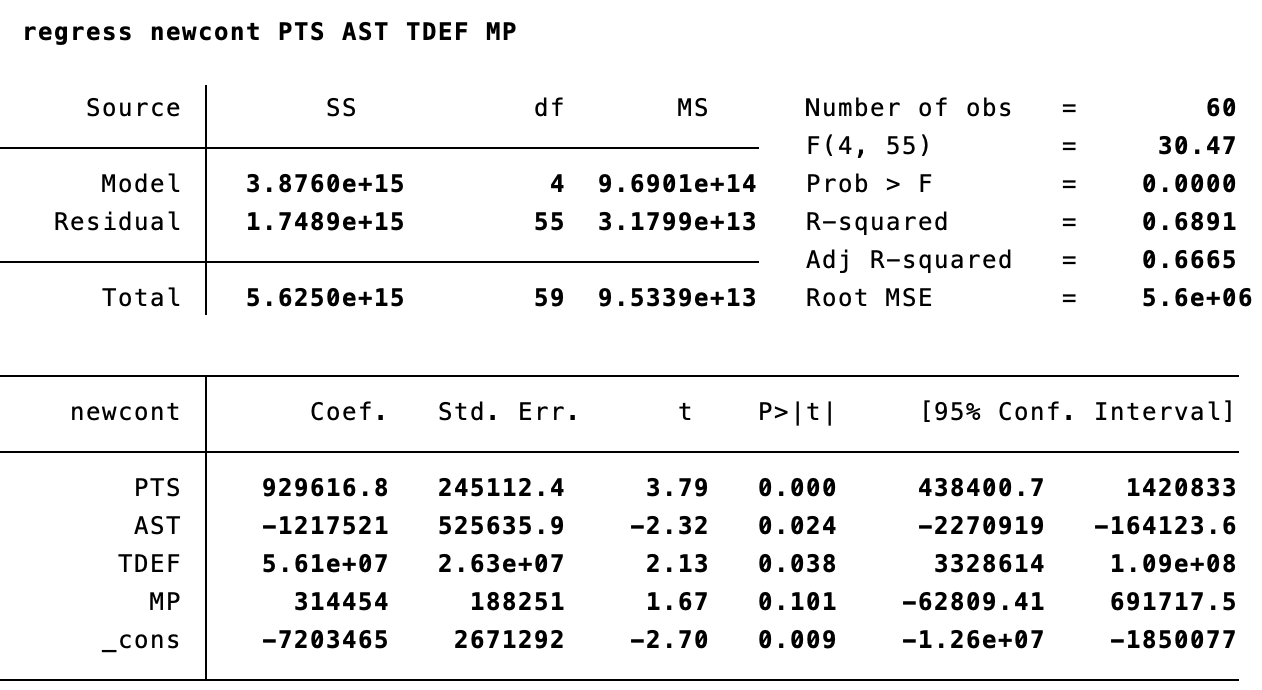 regress newcont PTS AST TDEF MP
Source SS df MS Number of obs = 60
F(4, 55) = 30.47
Model 3.8760e+15 4 9.6901e+14 Prob > F = 0.0000
Residual 1.7489e+15 55 3.1799e+13 R-squared = 0.6891
Adj R-squared = 0.6665
Total 5.6250e+15 59 9.5339e+13 Root MSE = 5.6e+06
newcont Coef. Std. Err. t P>|t| [95% Conf. Interval]
PTS 929616.8 245112.4 3.79 0.000 438400.7 1420833
AST -1217521 525635.9 -2.32 0.024 -2270919 -164123.6
TDEF 5.61e+07 2.63e+07 2.13 0.038 3328614 1.09e+08
MP 314454 188251 1.67 0.101 -62809.41 691717.5
_cons -7203465 2671292 -2.70 0.009 -1.26e+07 -1850077